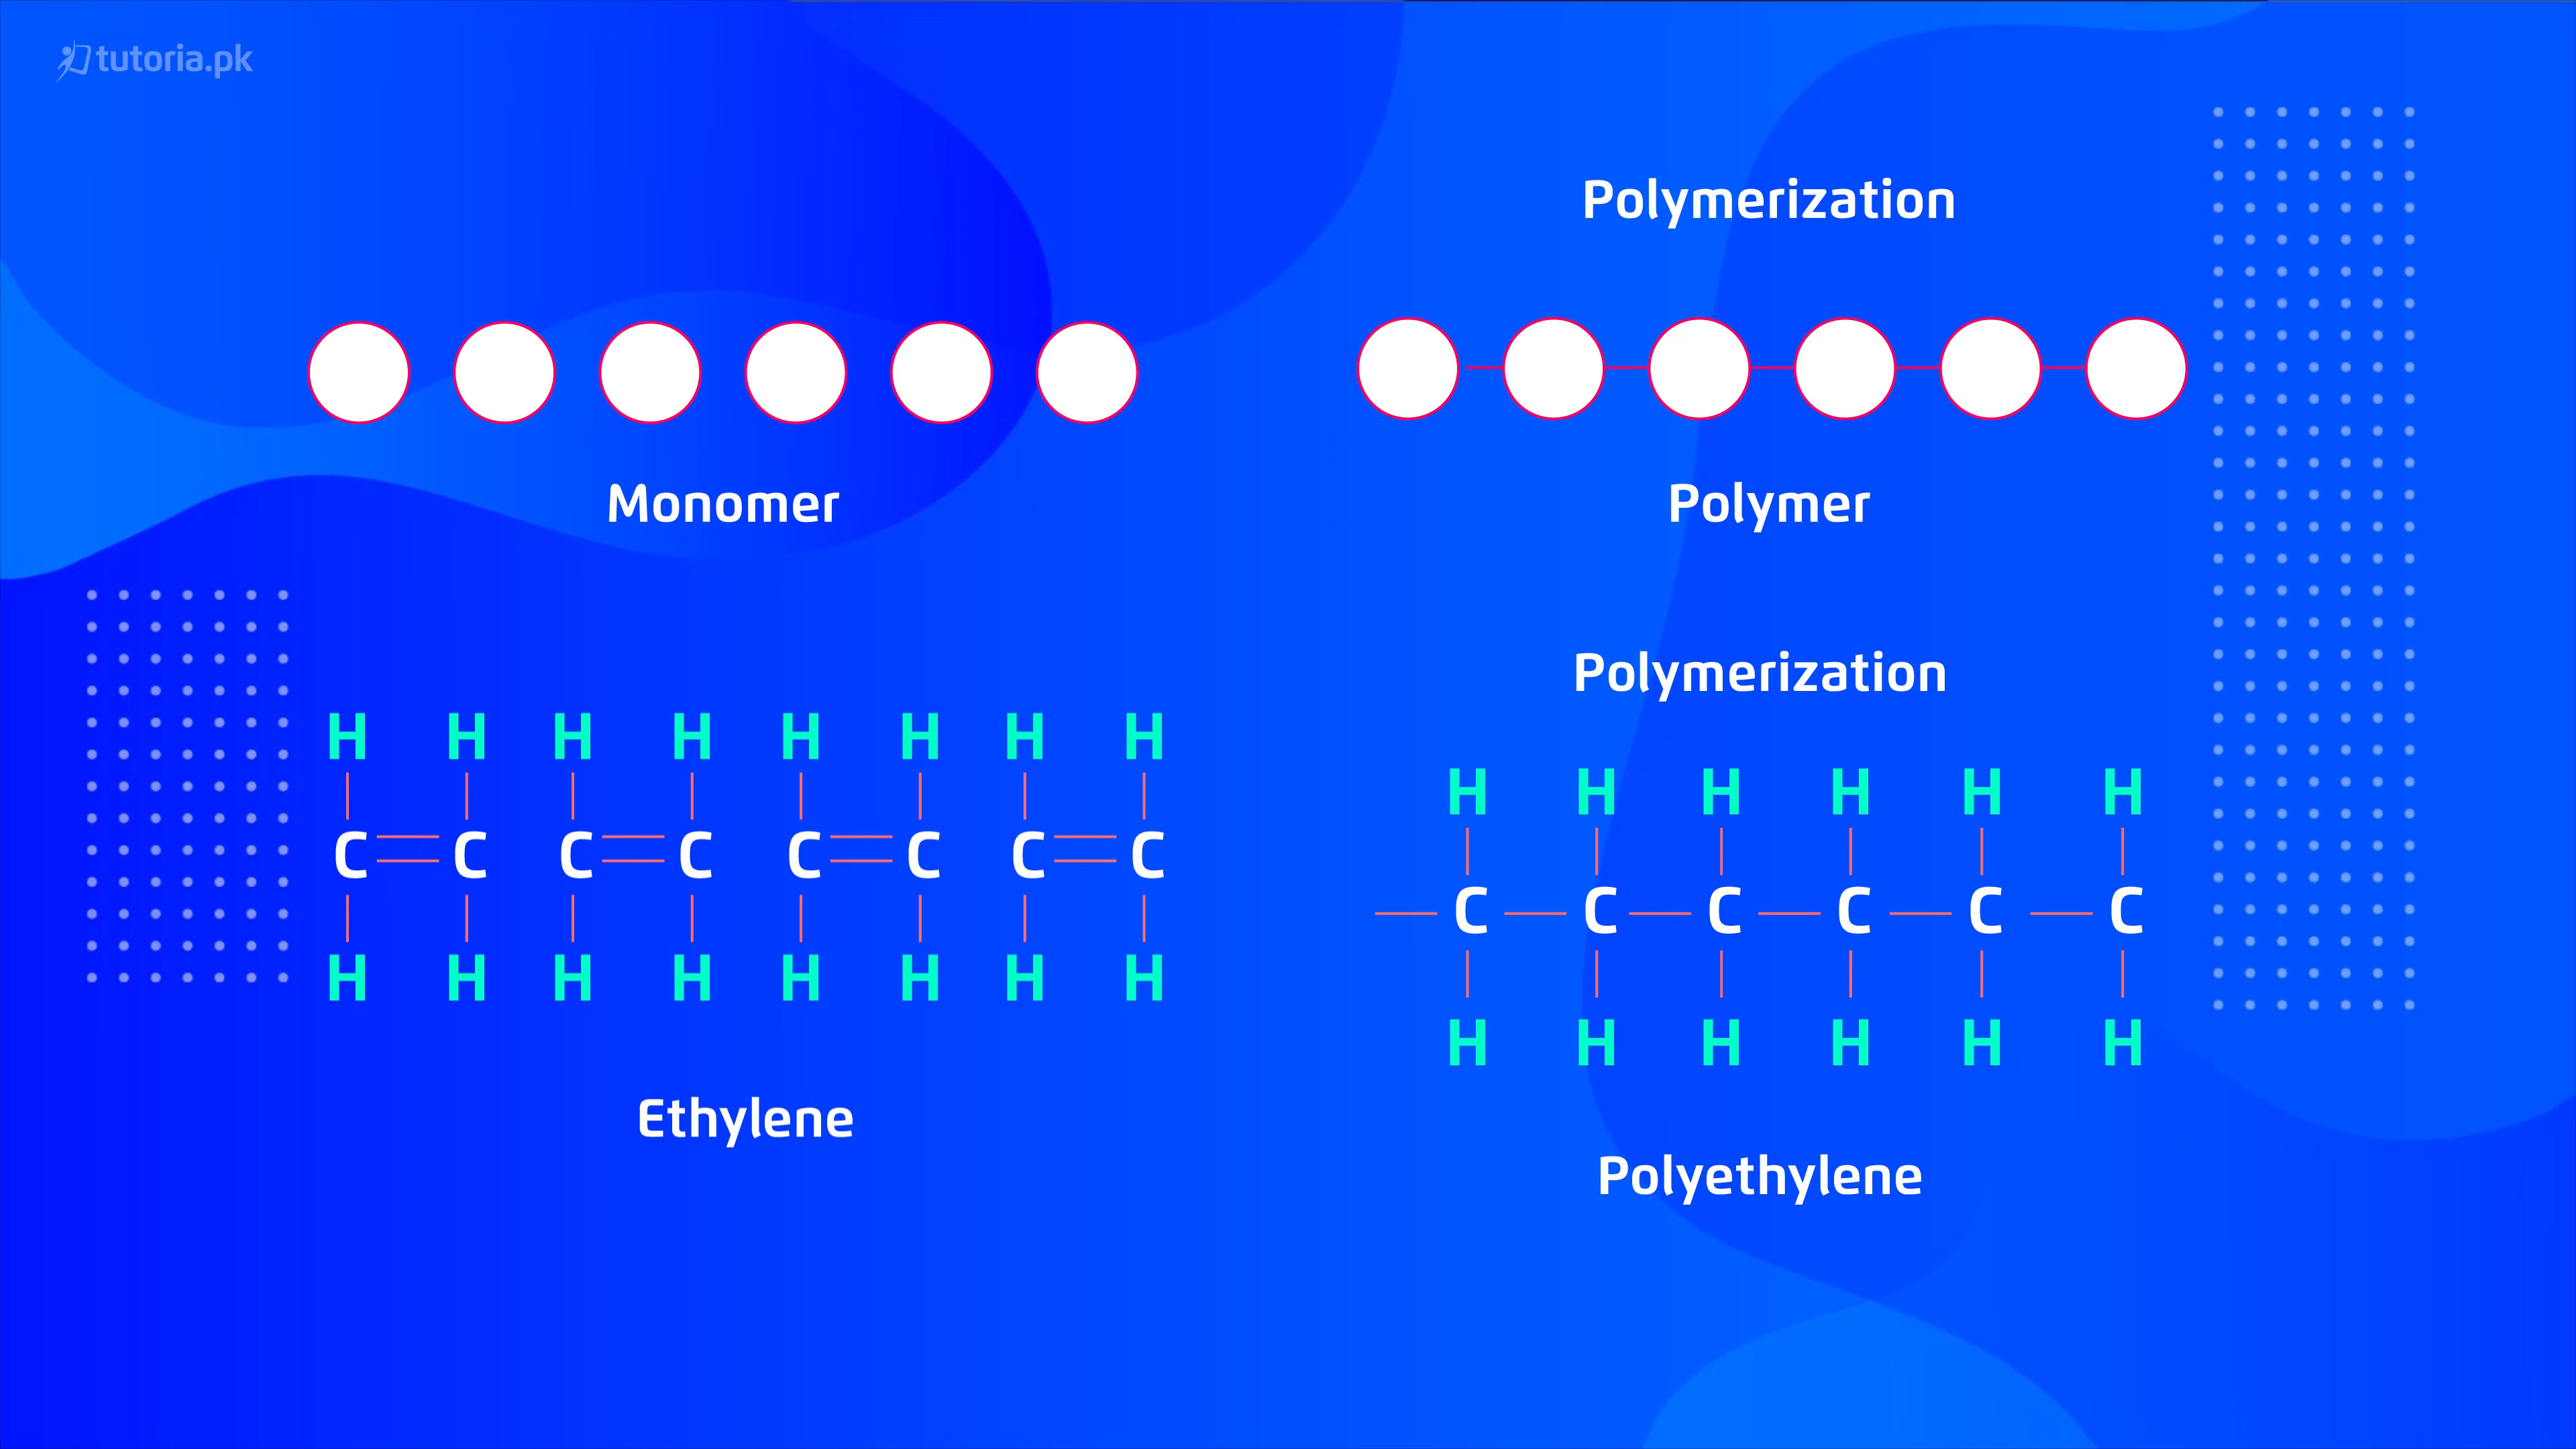 tutoria.pk
Polymerization
Monomer
Polymer
Polymerization
H H H H H H H H
C C C C C C C C
H H H H H H H H
Ethylene
H H H H H H
C C C C C C
H H H H H H
Polyethylene